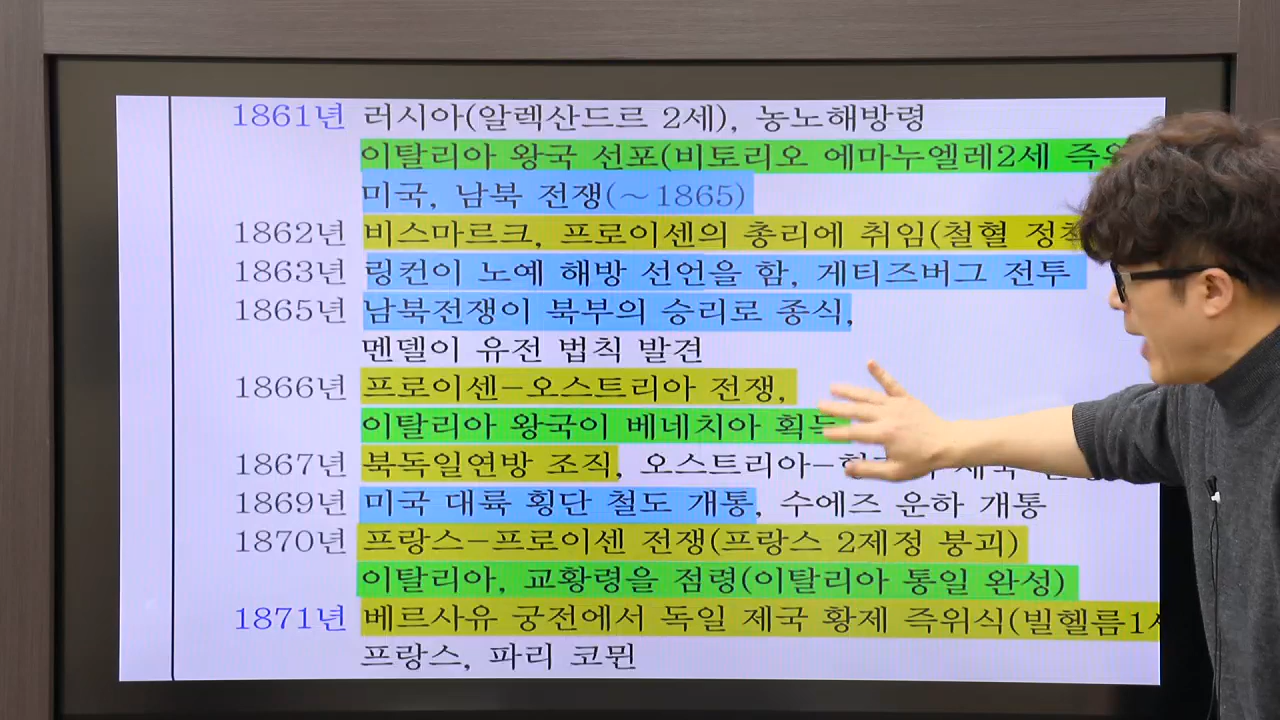 1861년 러시아(알렉산드르 2세), 농노해방령
이탈리아 왕국 선포(비토리오 에마누엘레2세 즉위
미국, 남북 전쟁(~1865)
1862년 비스마르크, 프로이센의 총리에 취임(철혈
1863년 링컨이 노예 해방 선언을 함, 게티즈버그 전투
1865년 남북전쟁이 북부의 승리로 종식,
멘델이 유전 법칙 발견
1866년 프로이센-오스트리아 전쟁,
이탈리아 왕국이 베네치아 획득
1867년 북독일연방 조직, 오스트리아-
1869년 미국 대륙 횡단 철도 개통, 수에즈 운하 개통
1870년 프랑스-프로이센 전쟁(프랑스 2제정 붕괴)
이탈리아, 교황령을 점령(이탈리아 통일 완성)
1871년 베르사유 궁전에서 독일 제국 황제 즉위식(빌헬름1
프랑스, 파리 코뮌